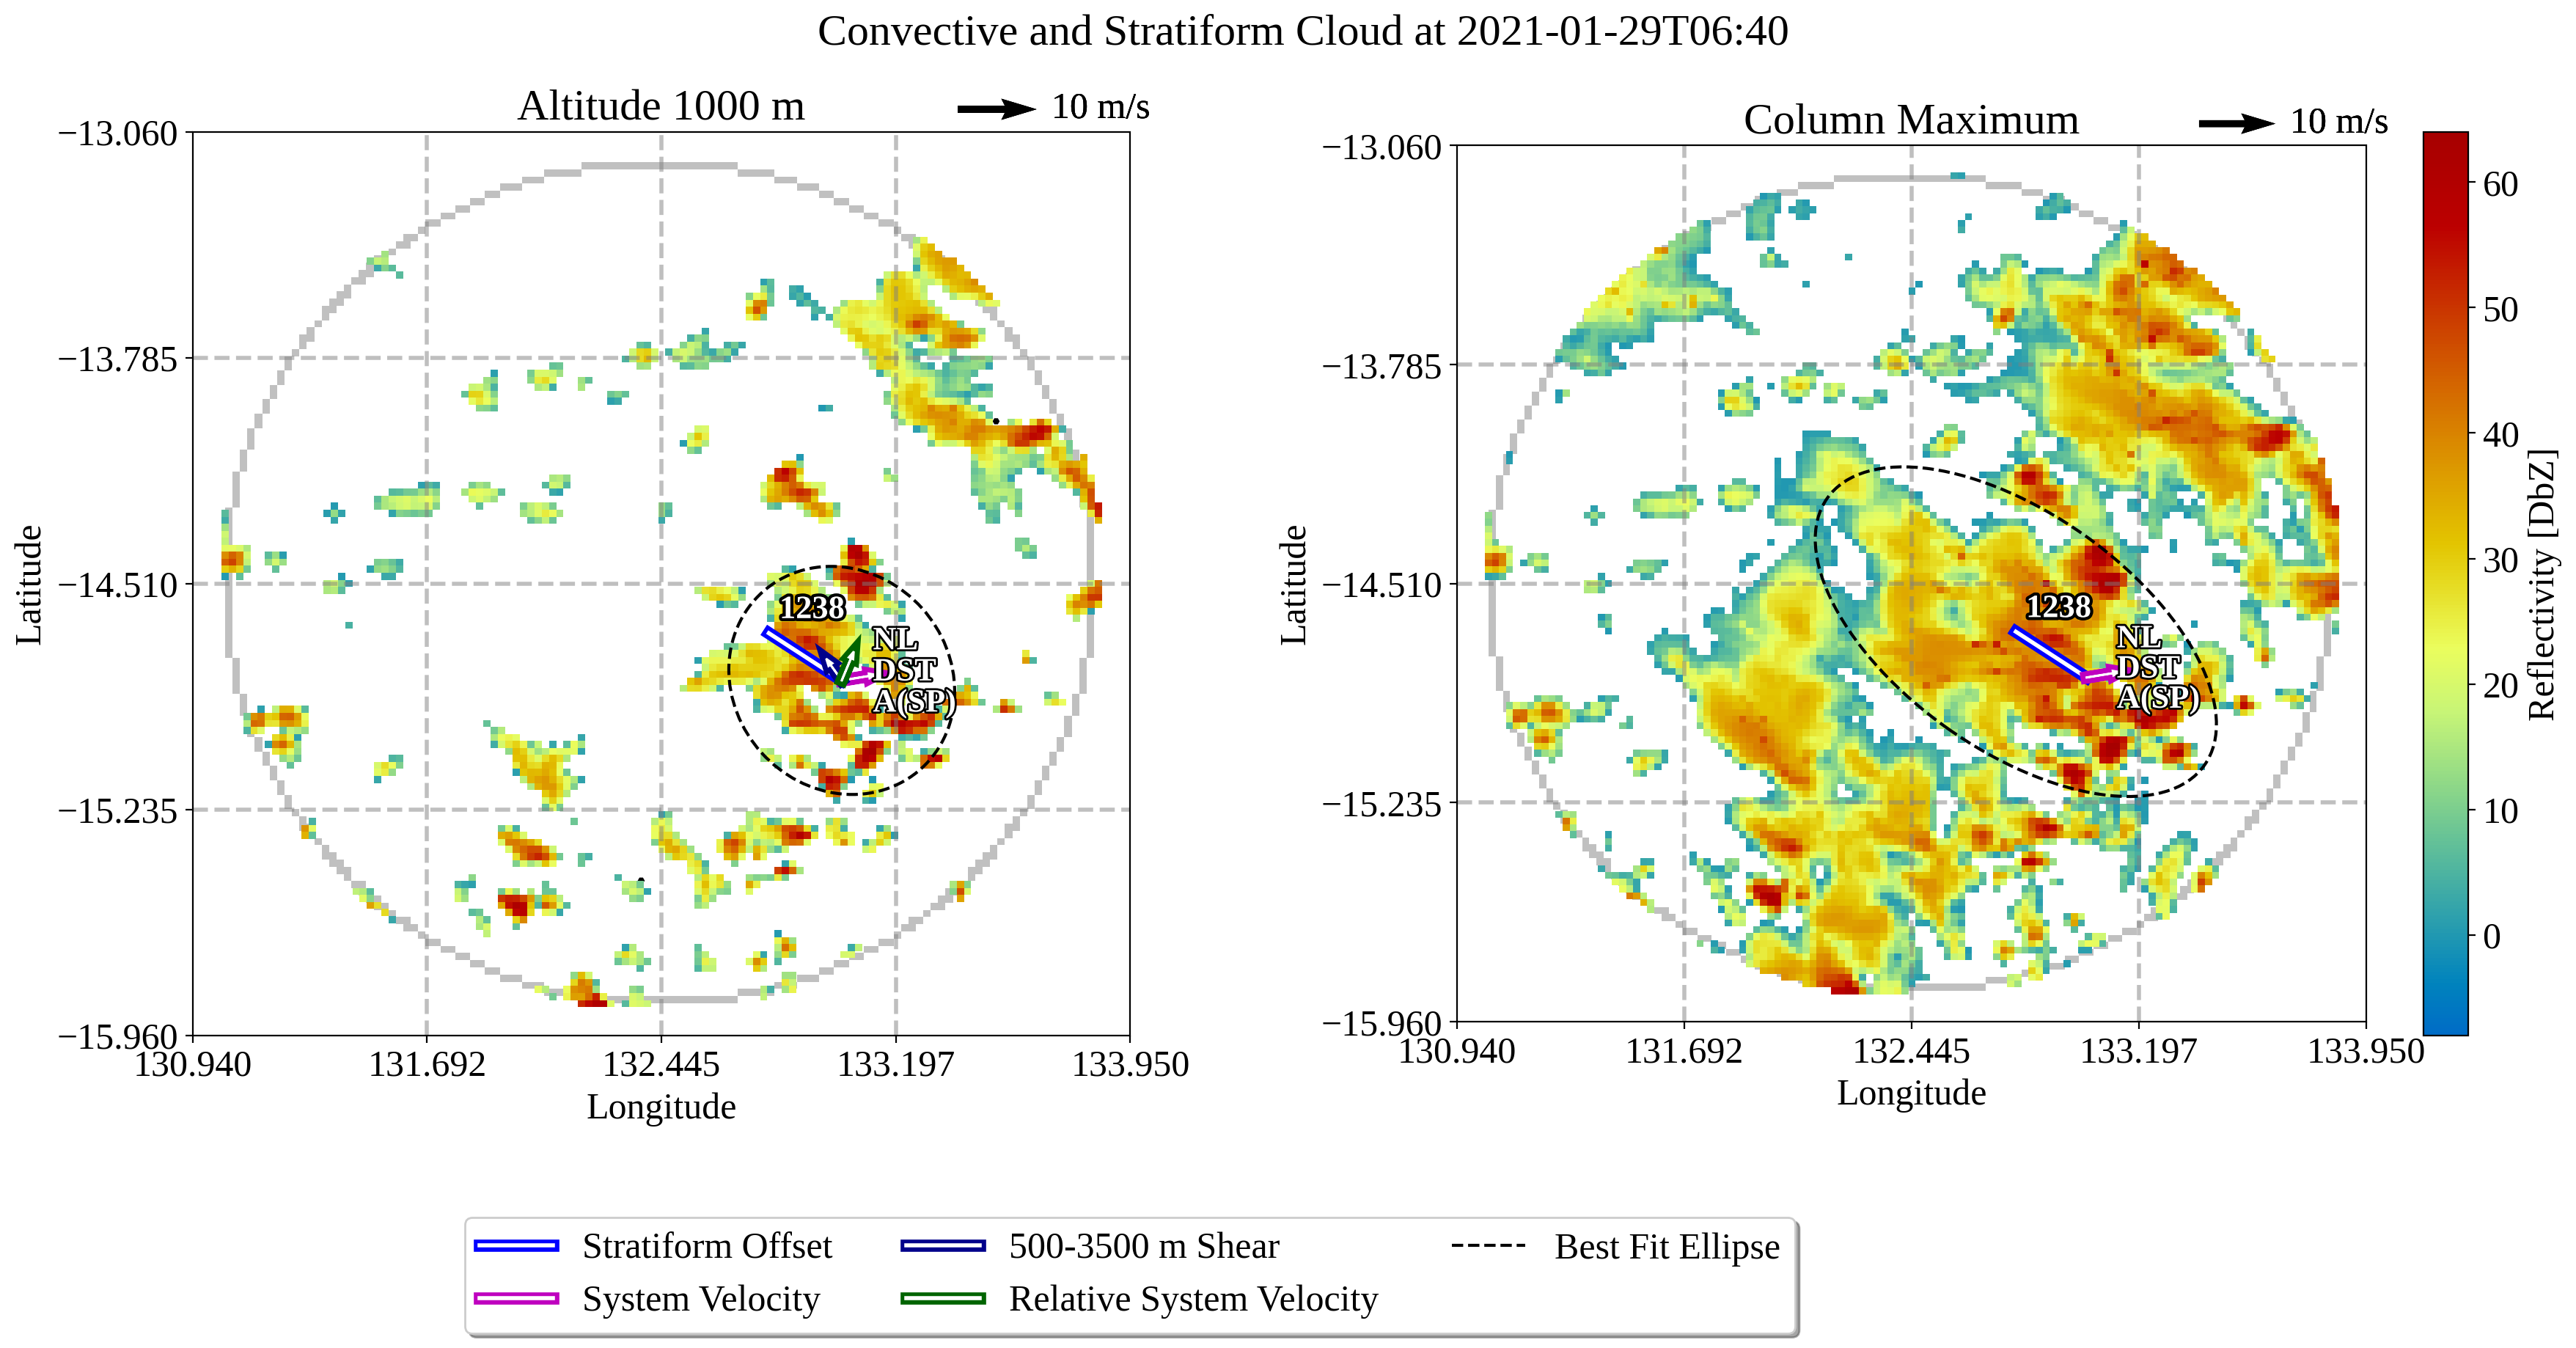 Convective and Stratiform Cloud at 2021-01-29T06:40
Altitude 1000 m
10 m/s
−13.060
−13.785
−14.510
−15.235
−15.960
130.940
131.692
132.445
133.197
133.950
Latitude
Longitude
1238
NL
DST
A(SP)
Column Maximum
10 m/s
−13.060
−13.785
−14.510
−15.235
−15.960
130.940
131.692
132.445
133.197
133.950
Latitude
Longitude
1238
NL
DST
A(SP)
60
50
40
30
20
10
0
Reflectivity [DbZ]
Stratiform Offset
System Velocity
500-3500 m Shear
Relative System Velocity
Best Fit Ellipse